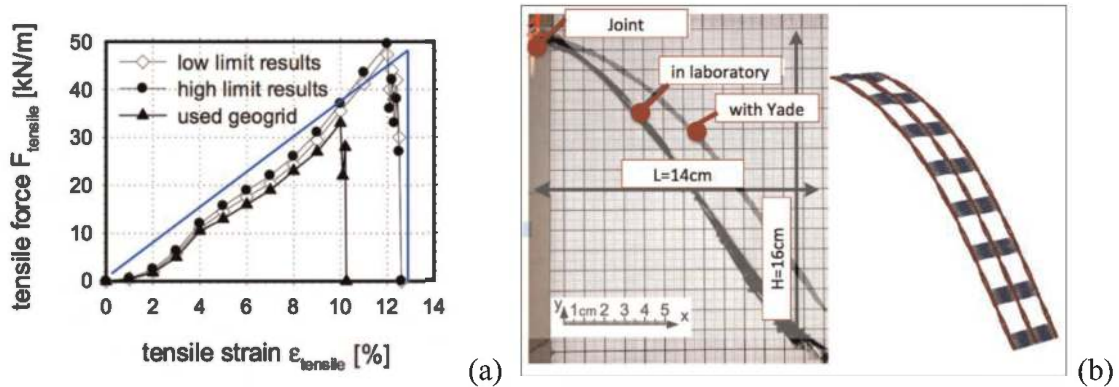 50
40
30
20
10
0
0 2 4 6 8 10 12 14
tensile force F_tensile [kN/m]
tensile strain ε_tensile [%]
low limit results
high limit results
used geogrid
(a)
Joint
in laboratory
with Yade
L=14cm
H=16cm
y
1cm 2 3 4 5
x
(b)